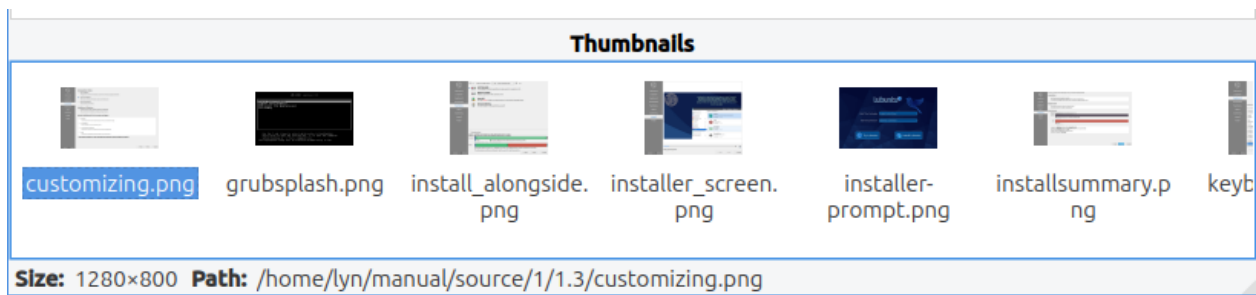 Thumbnails
lubuntu
customizing.png
grubsplash.png
install_alongside.
png
installer_screen.
png
installer-
prompt.png
installsummary.p
ng
keyb
Size: 1280×800 Path: /home/lyn/manual/source/1/1.3/customizing.png